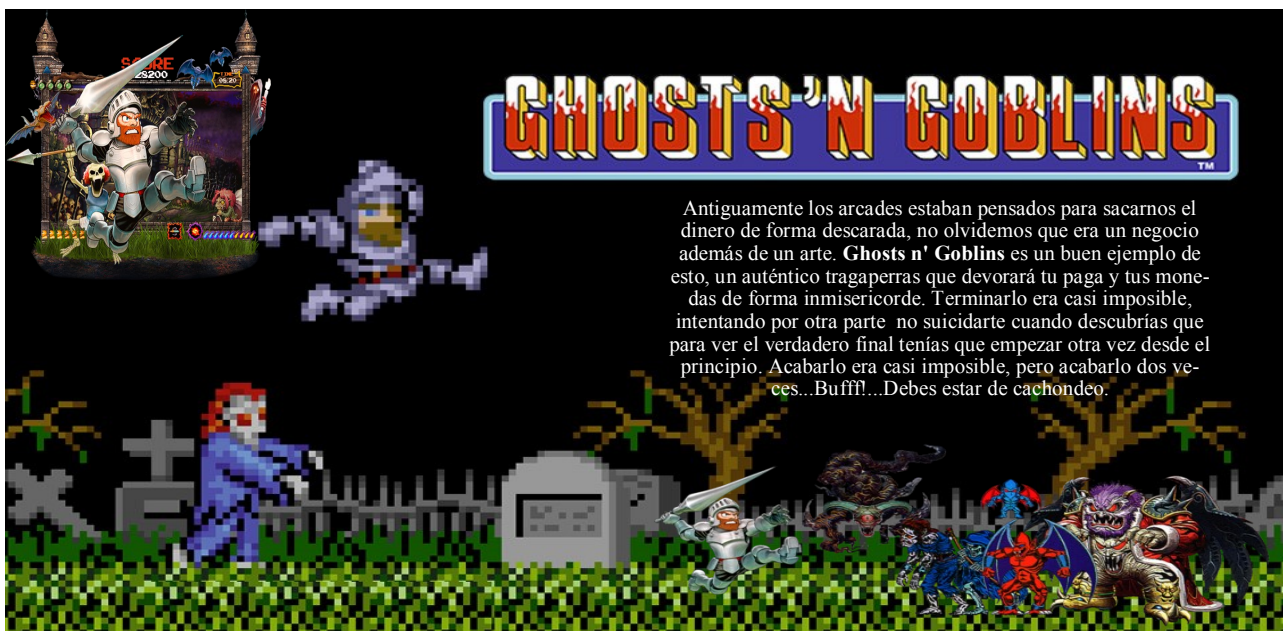 SCORE
28200
TIME
05:20
GHOSTS'N GOBLINS
TM
Antiguamente los arcades estaban pensados para sacarnos el
dinero de forma descarada, no olvidemos que era un negocio
además de un arte. Ghosts n' Goblins es un buen ejemplo de
esto, un auténtico tragaperras que devorará tu paga y tus mone-
das de forma inmisericorde. Terminarlo era casi imposible,
intentando por otra parte no suicidarte cuando descubrías que
para ver el verdadero final tenías que empezar otra vez desde el
principio. Acabarlo era casi imposible, pero acabarlo dos ve-
ces...Bufff!...Debes estar de cachondeo.